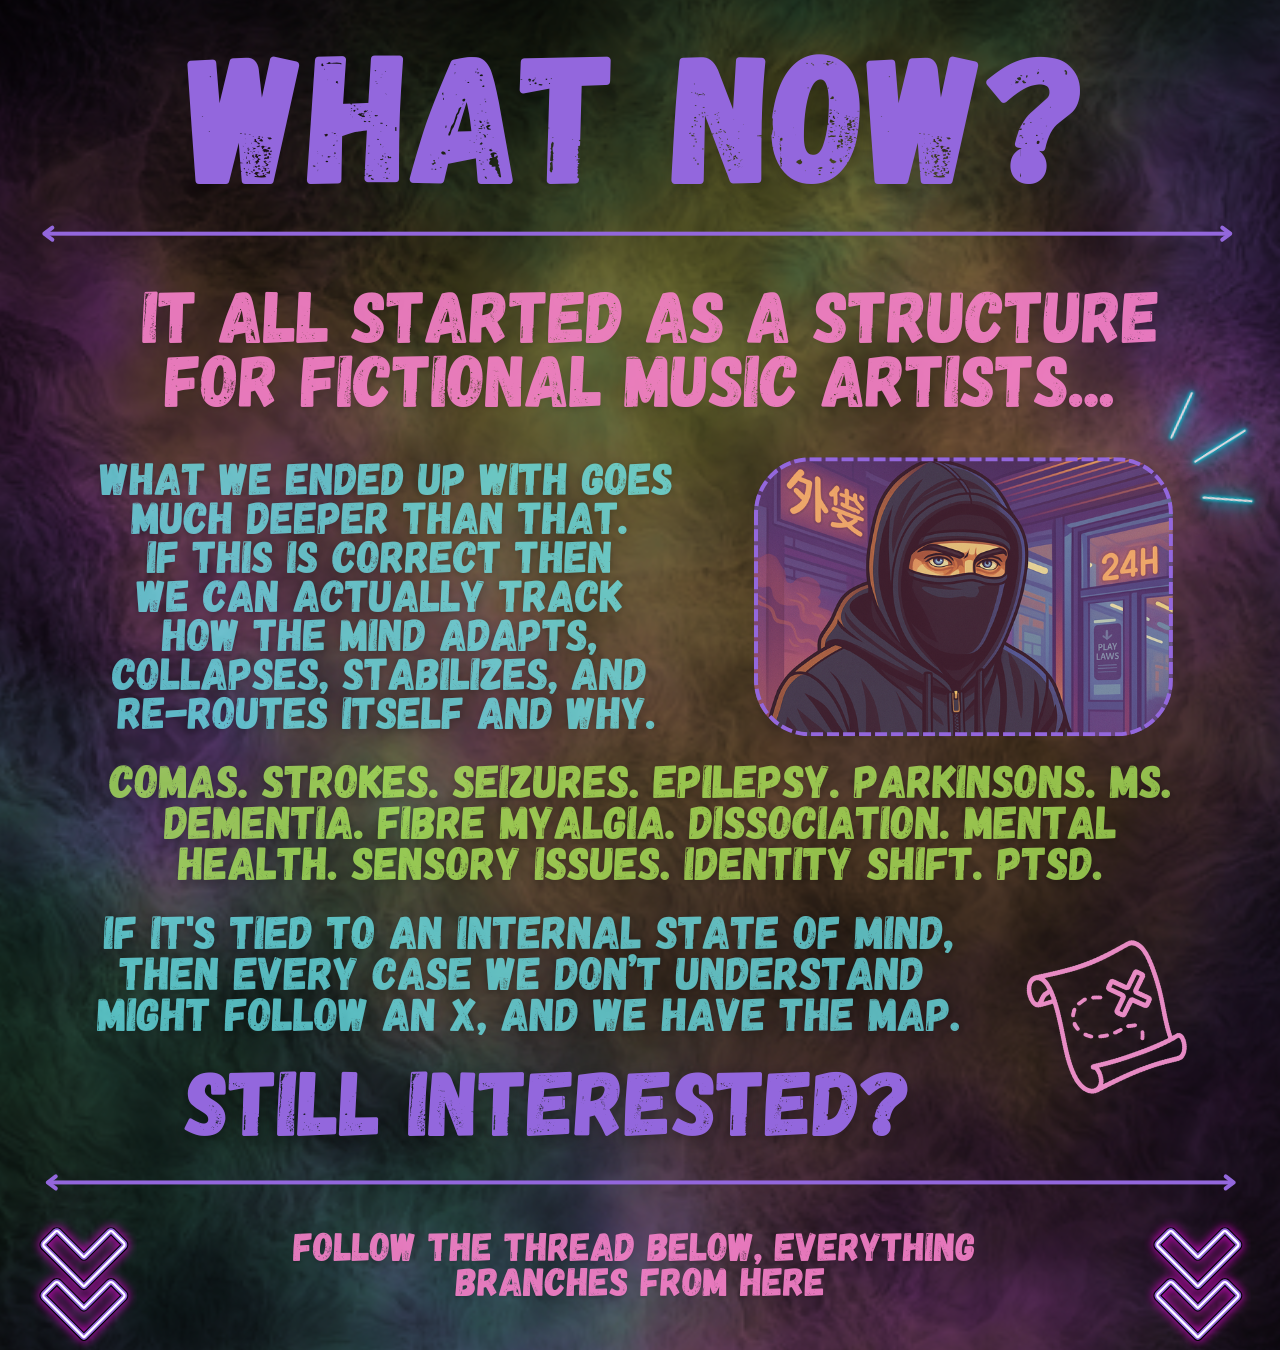 WHAT NOW?
IT ALL STARTED AS A STRUCTURE
FOR FICTIONAL MUSIC ARTISTS...
WHAT WE ENDED UP WITH GOES
MUCH DEEPER THAN THAT.
IF THIS IS CORRECT THEN
WE CAN ACTUALLY TRACK
HOW THE MIND ADAPTS,
COLLAPSES, STABILIZES, AND
RE-ROUTES ITSELF AND WHY.
外
24H
PLAY
LAWS
COMAS. STROKES. SEIZURES. EPILEPSY. PARKINSONS. MS.
DEMENTIA. FIBRE MYALGIA. DISSOCIATION. MENTAL
HEALTH. SENSORY ISSUES. IDENTITY SHIFT. PTSD.
IF IT'S TIED TO AN INTERNAL STATE OF MIND,
THEN EVERY CASE WE DON'T UNDERSTAND
MIGHT FOLLOW AN X, AND WE HAVE THE MAP.
STILL INTERESTED?
FOLLOW THE THREAD BELOW, EVERYTHING
BRANCHES FROM HERE